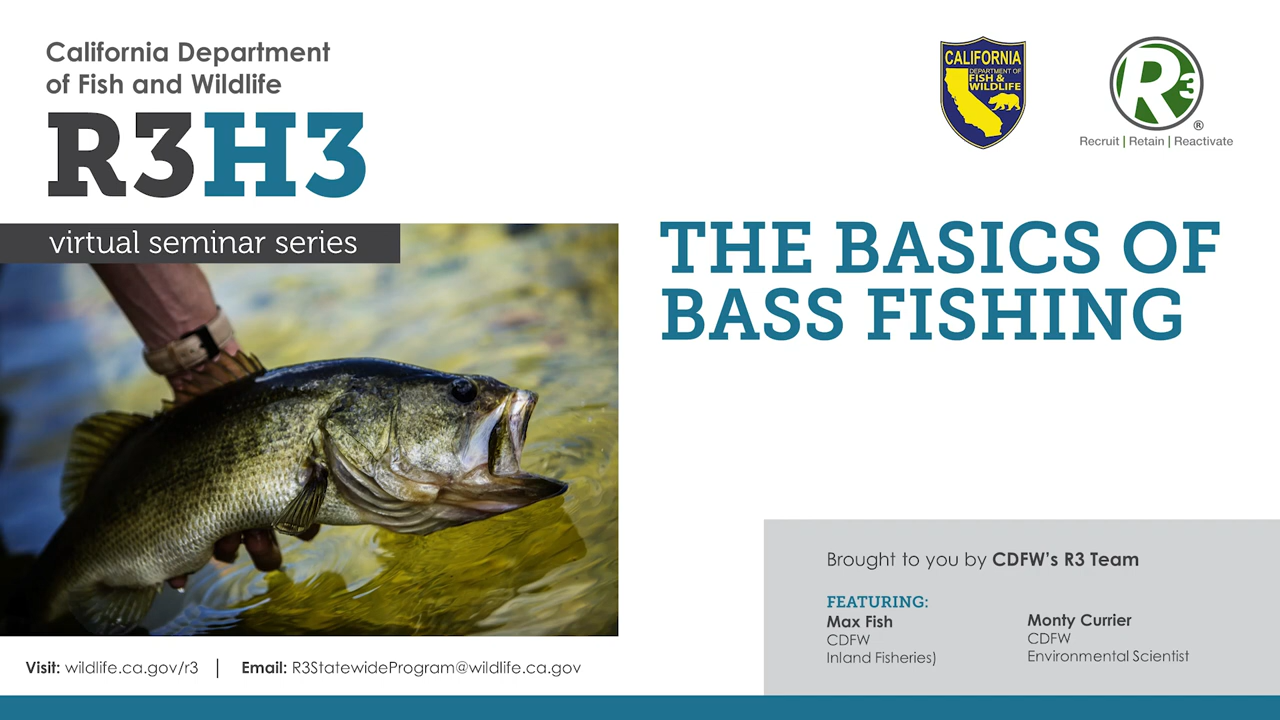 California Department
of Fish and Wildlife
R3H3
virtual seminar series
CALIFORNIA
DEPARTMENT OF
FISH &
WILDLIFE
R3
®
Recruit | Retain | Reactivate
THE BASICS OF
BASS FISHING
Brought to you by CDFW's R3 Team
FEATURING:
Max Fish
CDFW
Inland Fisheries)
Monty Currier
CDFW
Environmental Scientist
Visit: wildlife.ca.gov/r3 | Email: R3StatewideProgram@wildlife.ca.gov